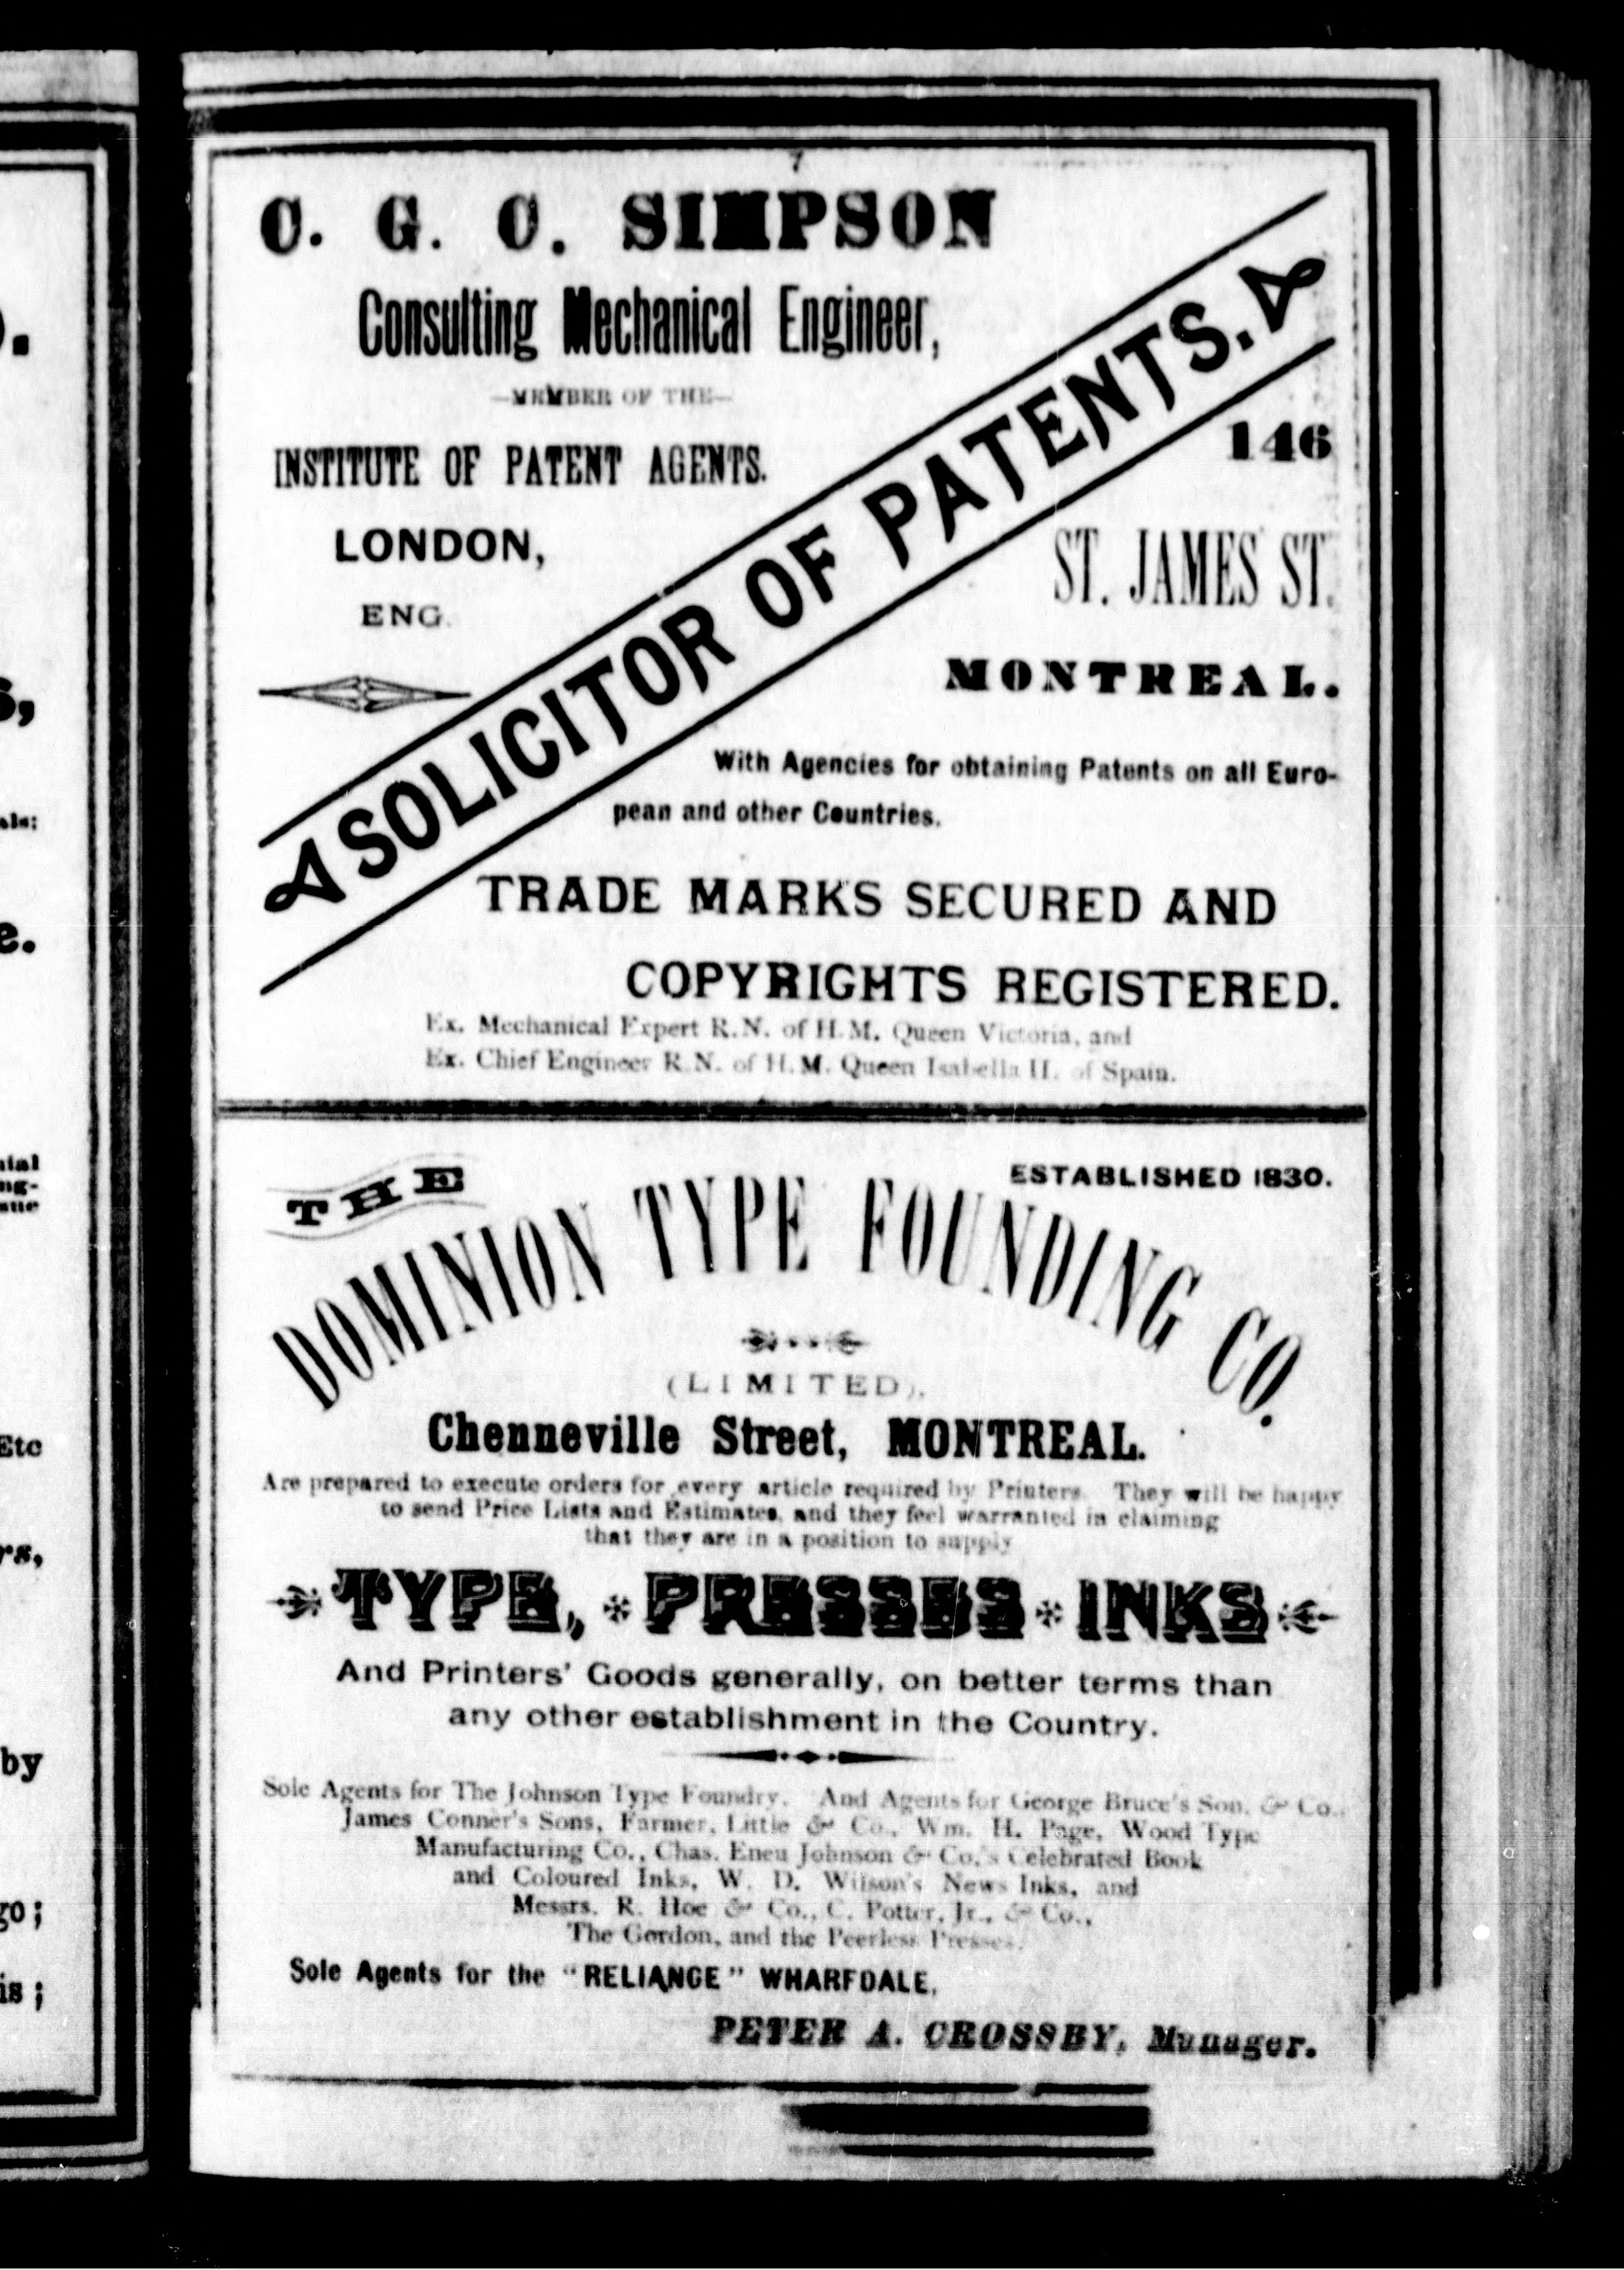 7
C. G. C. SIMPSON
Consulting Mechanical Engineer,
—MEMBER OF THE—
INSTITUTE OF PATENT AGENTS.
LONDON,
ENG.
SOLICITOR OF PATENTS.
146
ST. JAMES ST.
MONTREAL.
With Agencies for obtaining Patents on all Euro-
pean and other Countries.
TRADE MARKS SECURED AND
COPYRIGHTS REGISTERED.
Ex. Mechanical Expert R.N. of H.M. Queen Victoria, and
Ex. Chief Engineer R.N. of H.M. Queen Isabella II. of Spain.
THE
ESTABLISHED 1830.
DOMINION TYPE FOUNDING CO.
(LIMITED).
Chenneville Street, MONTREAL.
Are prepared to execute orders for every article required by Printers. They will be happy
to send Price Lists and Estimates, and they feel warranted in claiming
that they are in a position to supply
TYPE, PRESSES INKS
And Printers' Goods generally, on better terms than
any other establishment in the Country.
Sole Agents for The Johnson Type Foundry. And Agents for George Bruce's Son, & Co.,
James Conner's Sons, Farmer, Little & Co., Wm. H. Page, Wood Type
Manufacturing Co., Chas. Eneu Johnson & Co.'s Celebrated Book
and Coloured Inks, W. D. Wilson's News Inks, and
Messrs. R. Hoe & Co., C. Potter, Jr., & Co.,
The Gordon, and the Peerless Presses.
Sole Agents for the "RELIANCE" WHARFDALE,
PETER A. CROSSBY, Manager.
als:
Etc
by